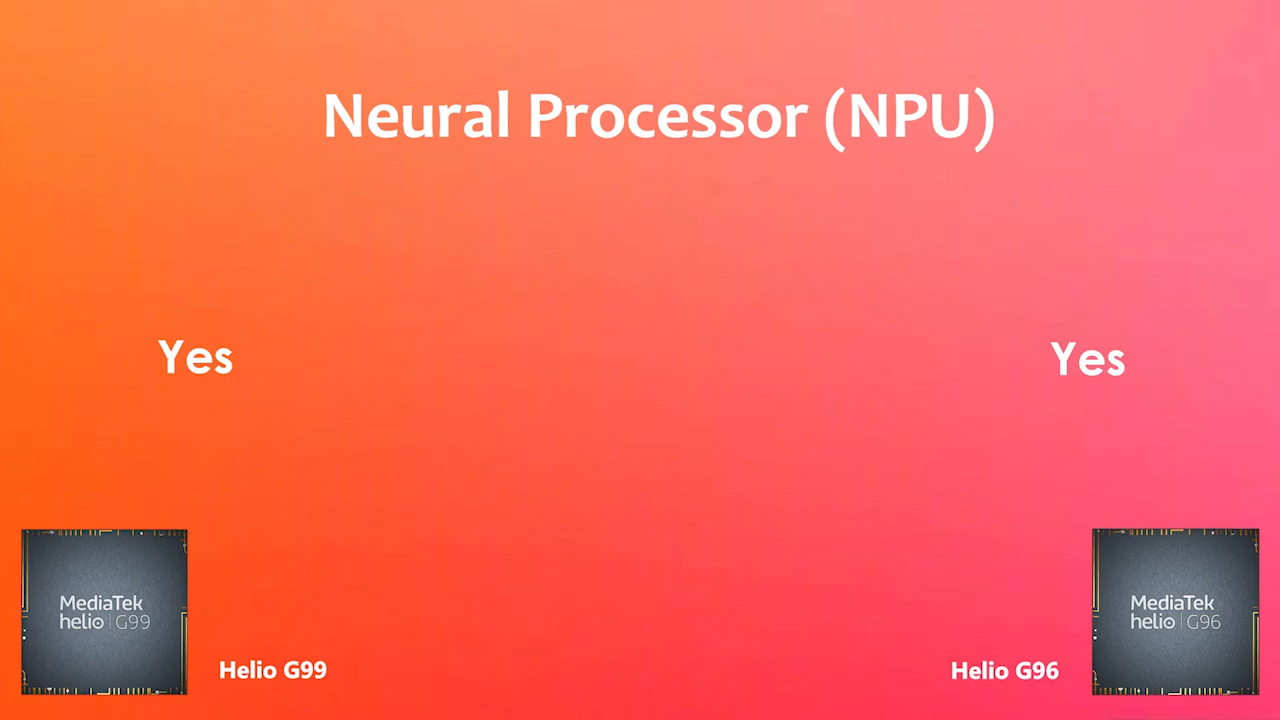 Neural Processor (NPU)
Yes
Yes
MediaTek
helio | G99
Helio G99
Helio G96
MediaTek
helio | G96